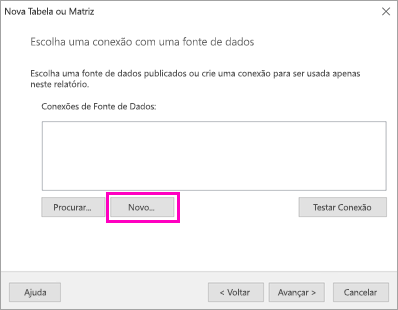 Nova Tabela ou Matriz
Escolha uma conexão com uma fonte de dados
Escolha uma fonte de dados publicados ou crie uma conexão para ser usada apenas
neste relatório.
Conexões de Fonte de Dados:
Procurar... Novo... Testar Conexão
Ajuda < Voltar Avançar > Cancelar